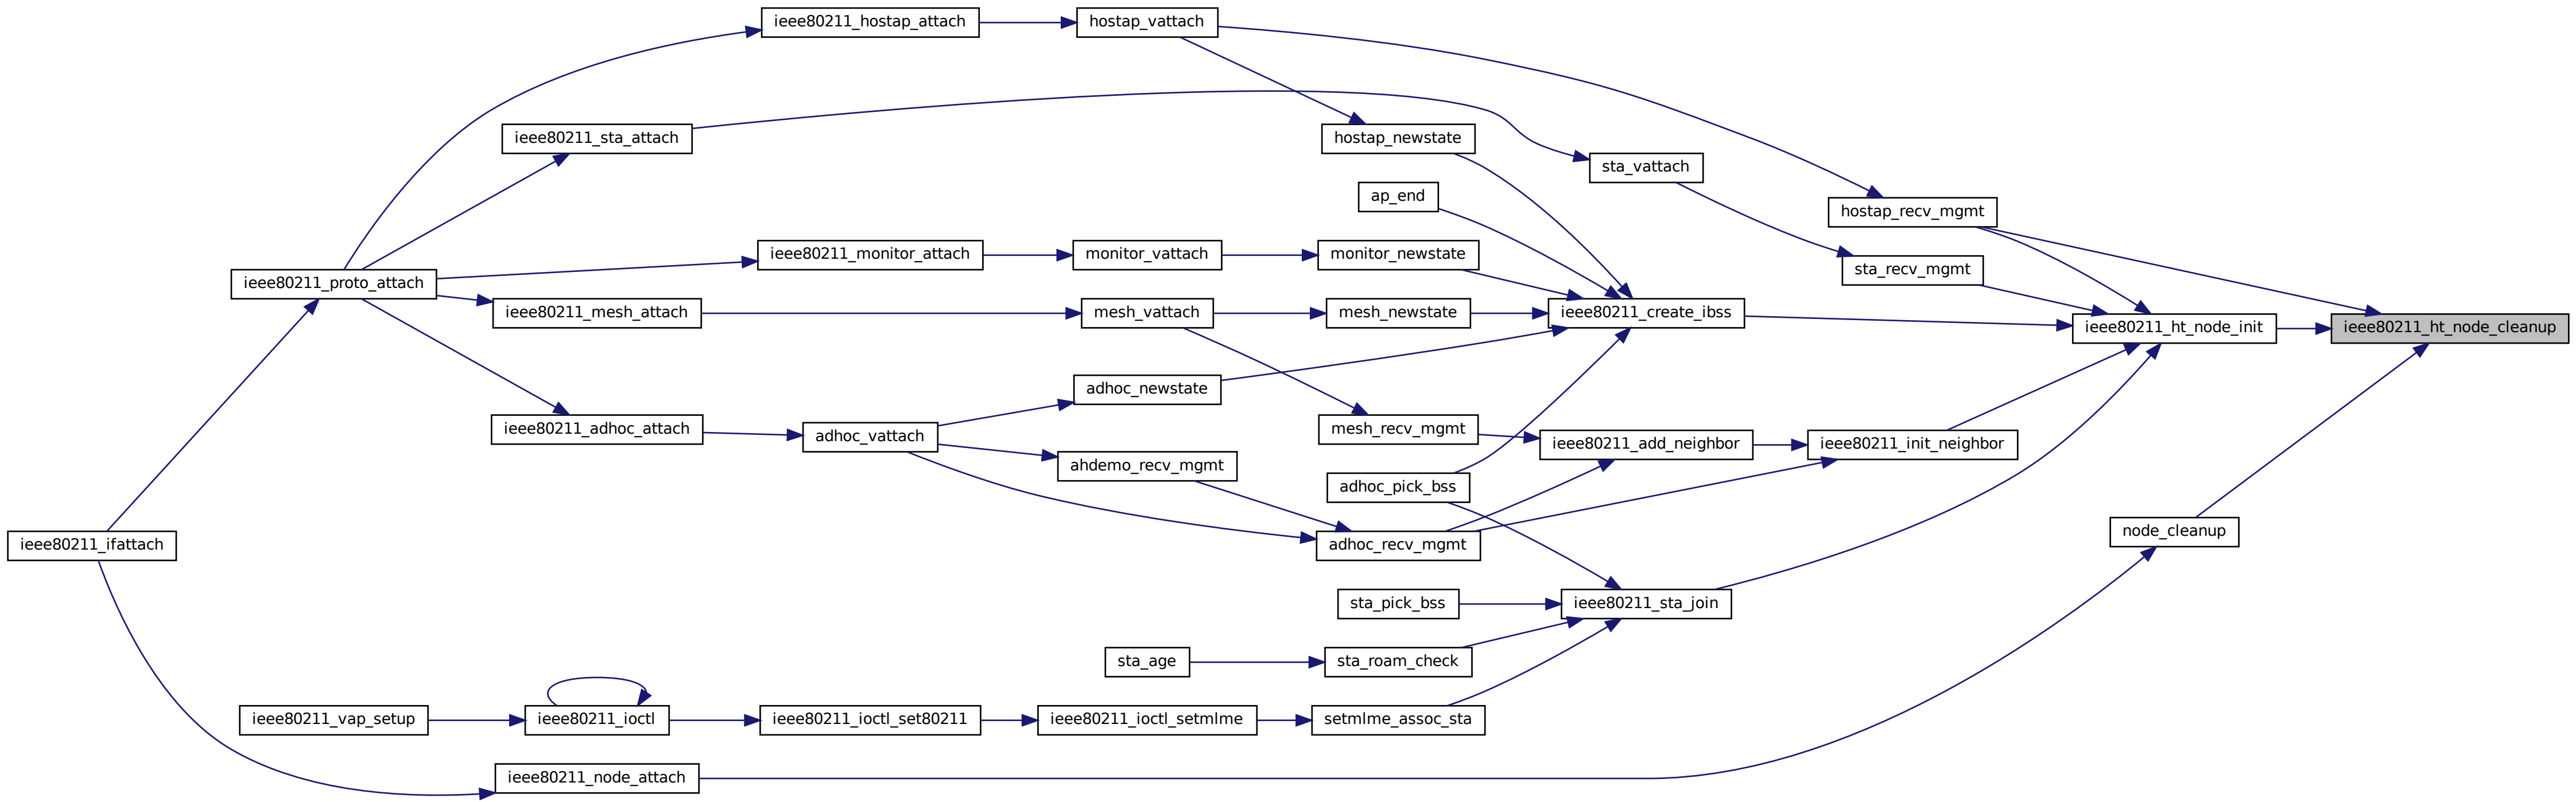 ieee80211_hostap_attach
hostap_vattach
ieee80211_sta_attach
hostap_newstate
sta_vattach
ap_end
hostap_recv_mgmt
ieee80211_monitor_attach
monitor_vattach
monitor_newstate
sta_recv_mgmt
ieee80211_proto_attach
ieee80211_mesh_attach
mesh_vattach
mesh_newstate
ieee80211_create_ibss
ieee80211_ht_node_init
ieee80211_ht_node_cleanup
adhoc_newstate
ieee80211_adhoc_attach
adhoc_vattach
mesh_recv_mgmt
ieee80211_add_neighbor
ieee80211_init_neighbor
ahdemo_recv_mgmt
adhoc_pick_bss
ieee80211_ifattach
adhoc_recv_mgmt
node_cleanup
sta_pick_bss
ieee80211_sta_join
sta_age
sta_roam_check
ieee80211_vap_setup
ieee80211_ioctl
ieee80211_ioctl_set80211
ieee80211_ioctl_setmlme
setmlme_assoc_sta
ieee80211_node_attach